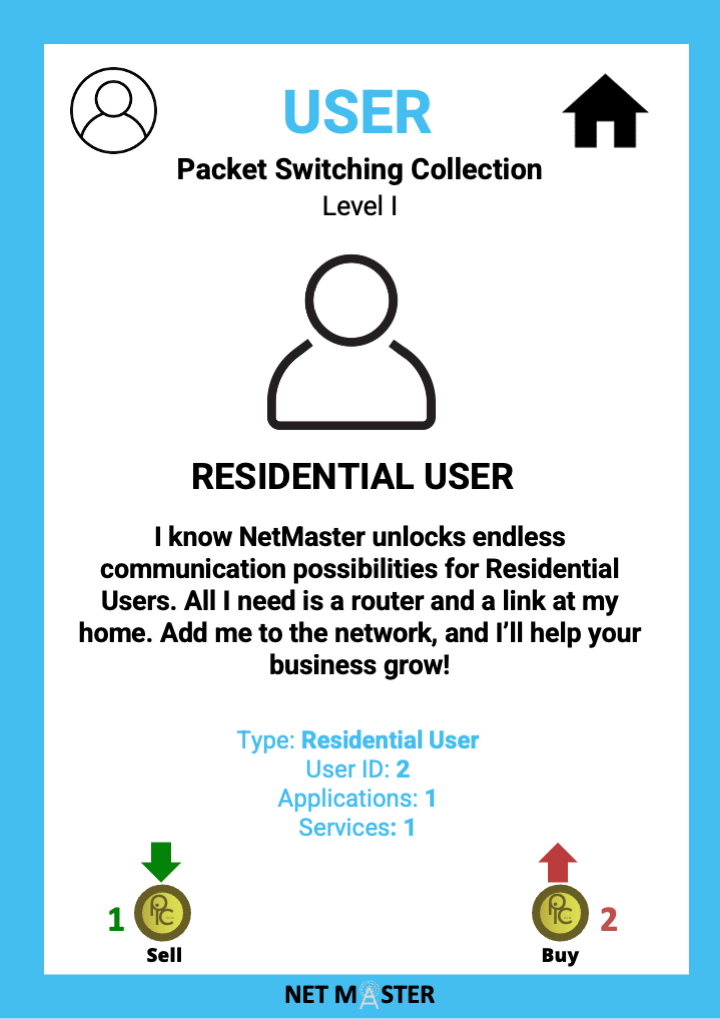 USER
Packet Switching Collection
Level I
RESIDENTIAL USER
I know NetMaster unlocks endless
communication possibilities for Residential
Users. All I need is a router and a link at my
home. Add me to the network, and I’ll help your
business grow!
Type: Residential User
User ID: 2
Applications: 1
Services: 1
1 2
Sell Buy
NET MASTER